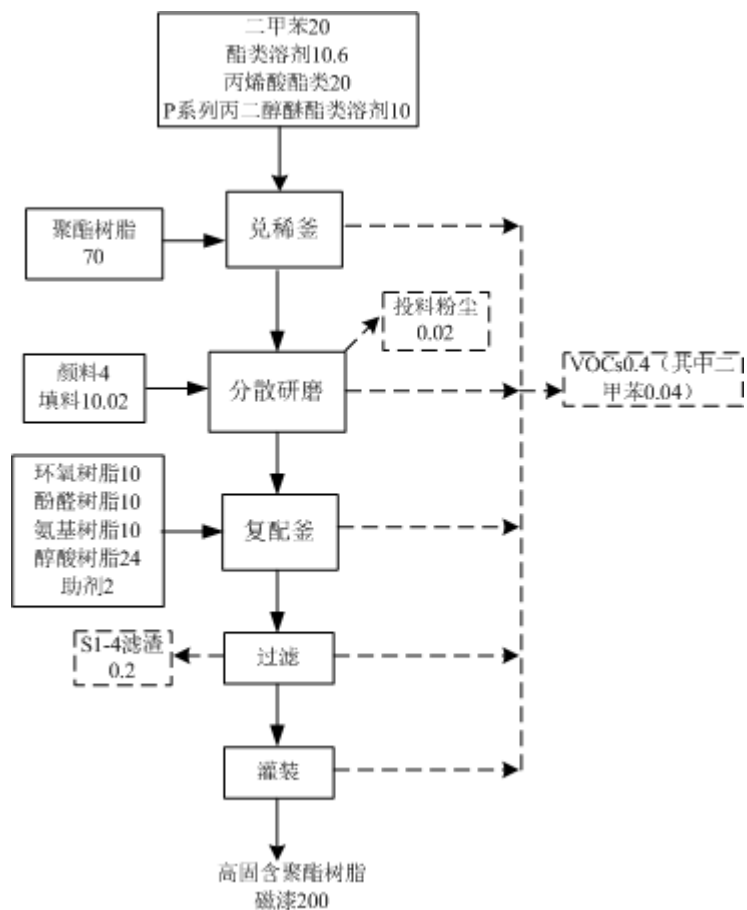 二甲苯20
酯类溶剂10.6
丙烯酸酯类20
P系列丙二醇醚酯类溶剂10
聚酯树脂
70
兑稀釜
投料粉尘
0.02
颜料4
填料10.02
分散研磨
VOCs0.4（其中二
甲苯0.04）
环氧树脂10
酚醛树脂10
氨基树脂10
醇酸树脂24
助剂2
复配釜
S1-4滤渣
0.2
过滤
灌装
高固含聚酯树脂
磁漆200